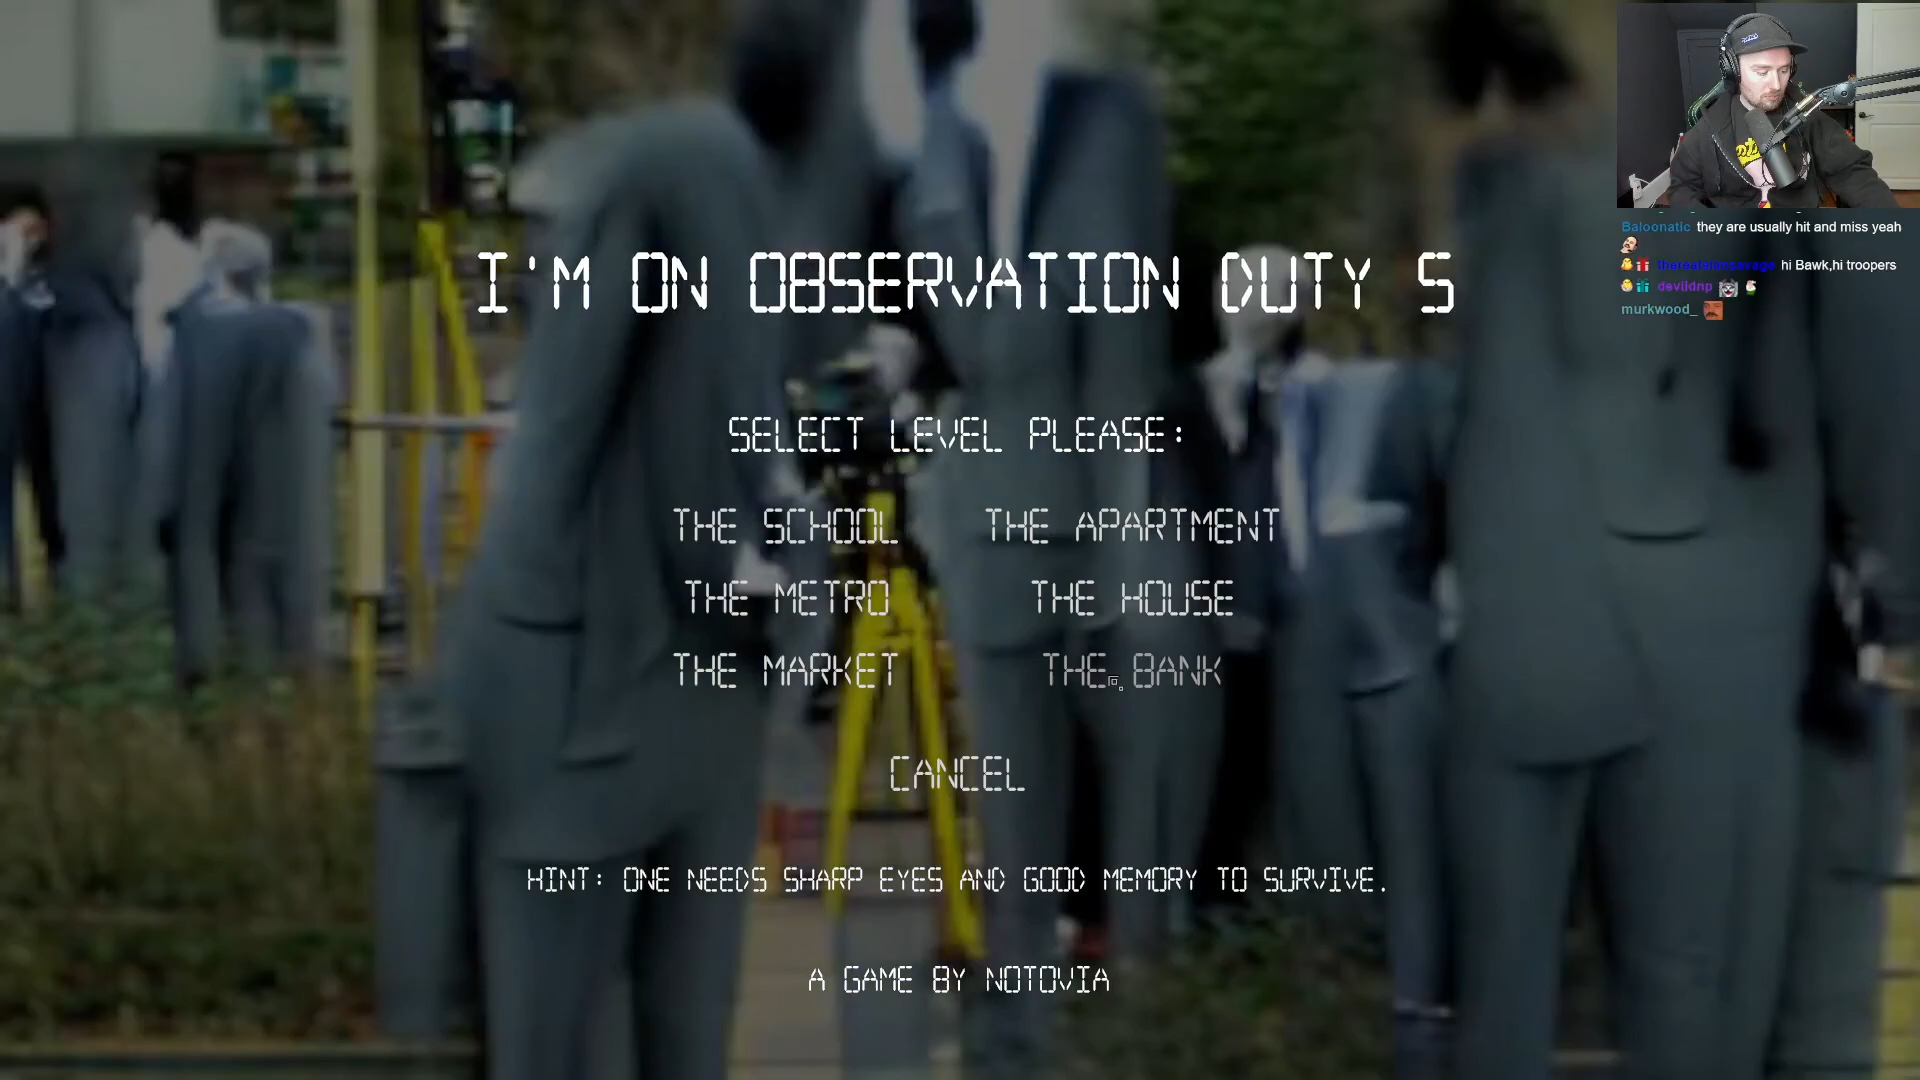 I'M ON OBSERVATION DUTY 5
SELECT LEVEL PLEASE:
THE SCHOOL THE APARTMENT
THE METRO THE HOUSE
THE MARKET THE BANK
CANCEL
HINT: ONE NEEDS SHARP EYES AND GOOD MEMORY TO SURVIVE.
A GAME BY NOTOVIA
Baloonatic they are usually hit and miss yeah
therealslimsavage hi Bawk,hi troopers
devildnp
murkwood_